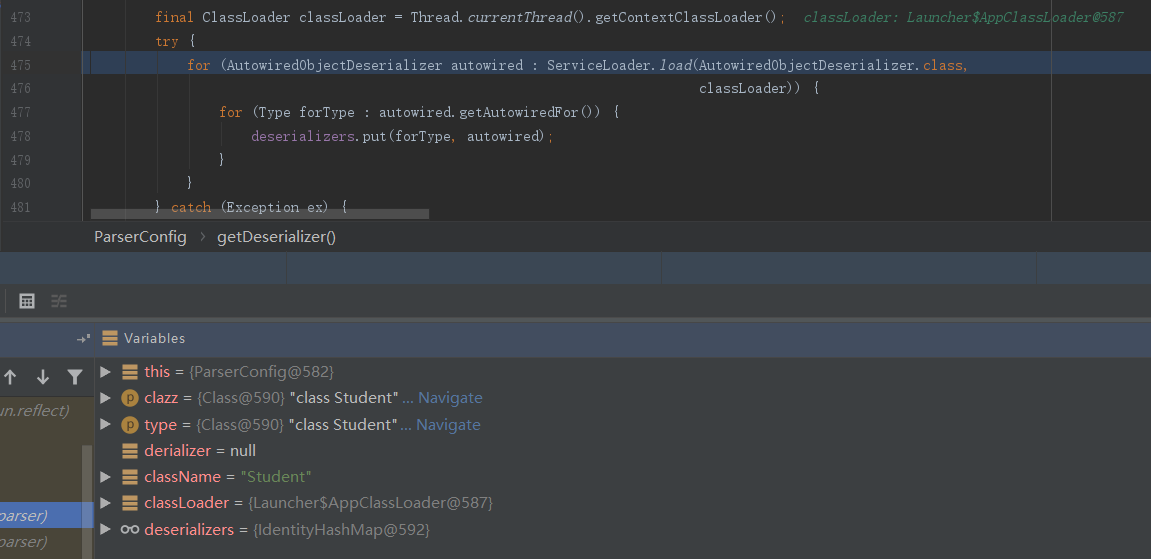 473 final ClassLoader classLoader = Thread.currentThread().getContextClassLoader(); classLoader: Launcher$AppClassLoader@587
474 try {
475 for (AutowiredObjectDeserializer autowired : ServiceLoader.load(AutowiredObjectDeserializer.class,
476 classLoader)) {
477 for (Type forType : autowired.getAutowiredFor()) {
478 deserializers.put(forType, autowired);
479 }
480 }
481 } catch (Exception ex) {
ParserConfig › getDeserializer()
Variables
this = {ParserConfig@582}
clazz = {Class@590} "class Student" ... Navigate
un.reflect)
type = {Class@590} "class Student" ... Navigate
derializer = null
className = "Student"
classLoader = {Launcher$AppClassLoader@587}
parser)
deserializers = {IdentityHashMap@592}
parser)